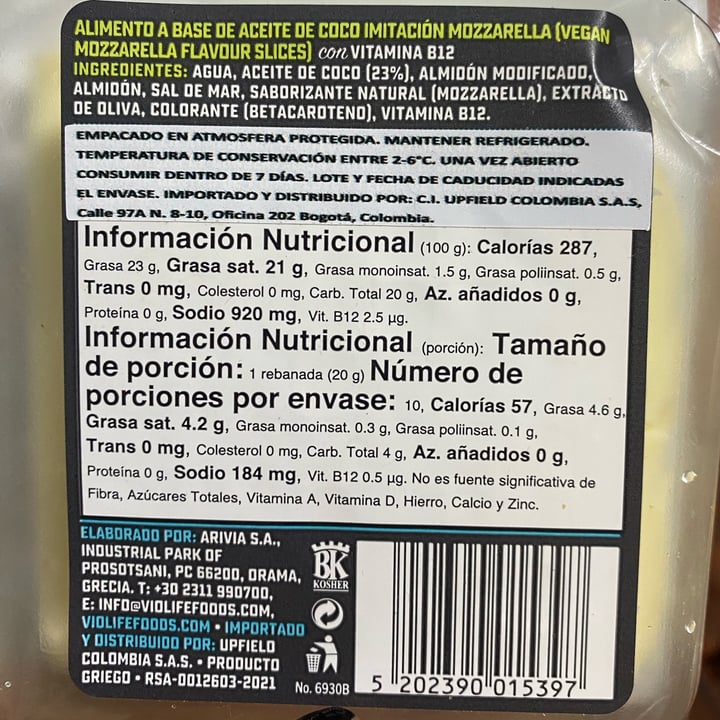 ALIMENTO A BASE DE ACEITE DE COCO IMITACIÓN MOZZARELLA (VEGAN
MOZZARELLA FLAVOUR SLICES) con VITAMINA B12
INGREDIENTES: AGUA, ACEITE DE COCO (23%), ALMIDÓN MODIFICADO,
ALMIDÓN, SAL DE MAR, SABORIZANTE NATURAL (MOZZARELLA), EXTRACTO
DE OLIVA, COLORANTE (BETACAROTENO), VITAMINA B12.
EMPACADO EN ATMOSFERA PROTEGIDA. MANTENER REFRIGERADO.
TEMPERATURA DE CONSERVACIÓN ENTRE 2-6°C. UNA VEZ ABIERTO
CONSUMIR DENTRO DE 7 DÍAS. LOTE Y FECHA DE CADUCIDAD INDICADAS
EL ENVASE. IMPORTADO Y DISTRIBUIDO POR: C.I. UPFIELD COLOMBIA S.A.S,
Calle 97A N. 8-10, Oficina 202 Bogotá, Colombia.
Información Nutricional (100 g): Calorías 287,
Grasa 23 g, Grasa sat. 21 g, Grasa monoinsat. 1.5 g, Grasa poliinsat. 0.5 g,
Trans 0 mg, Colesterol 0 mg, Carb. Total 20 g, Az. añadidos 0 g,
Proteína 0 g, Sodio 920 mg, Vit. B12 2.5 µg.
Información Nutricional (porción): Tamaño
de porción: 1 rebanada (20 g) Número de
porciones por envase: 10, Calorías 57, Grasa 4.6 g,
Grasa sat. 4.2 g, Grasa monoinsat. 0.3 g, Grasa poliinsat. 0.1 g,
Trans 0 mg, Colesterol 0 mg, Carb. Total 4 g, Az. añadidos 0 g,
Proteína 0 g, Sodio 184 mg, Vit. B12 0.5 µg. No es fuente significativa de
Fibra, Azúcares Totales, Vitamina A, Vitamina D, Hierro, Calcio y Zinc.
ELABORADO POR: ARIVIA S.A.,
INDUSTRIAL PARK OF
PROSOTSANI, PC 66200, DRAMA,
GRECIA. T: +30 2311 990700,
E: INFO@VIOLIFEFOODS.COM,
VIOLIFEFOODS.COM • IMPORTADO
Y DISTRIBUIDO POR: UPFIELD
COLOMBIA S.A.S. • PRODUCTO
GRIEGO • RSA-0012603-2021
BK
KOSHER
No. 6930B
5 202390 015397